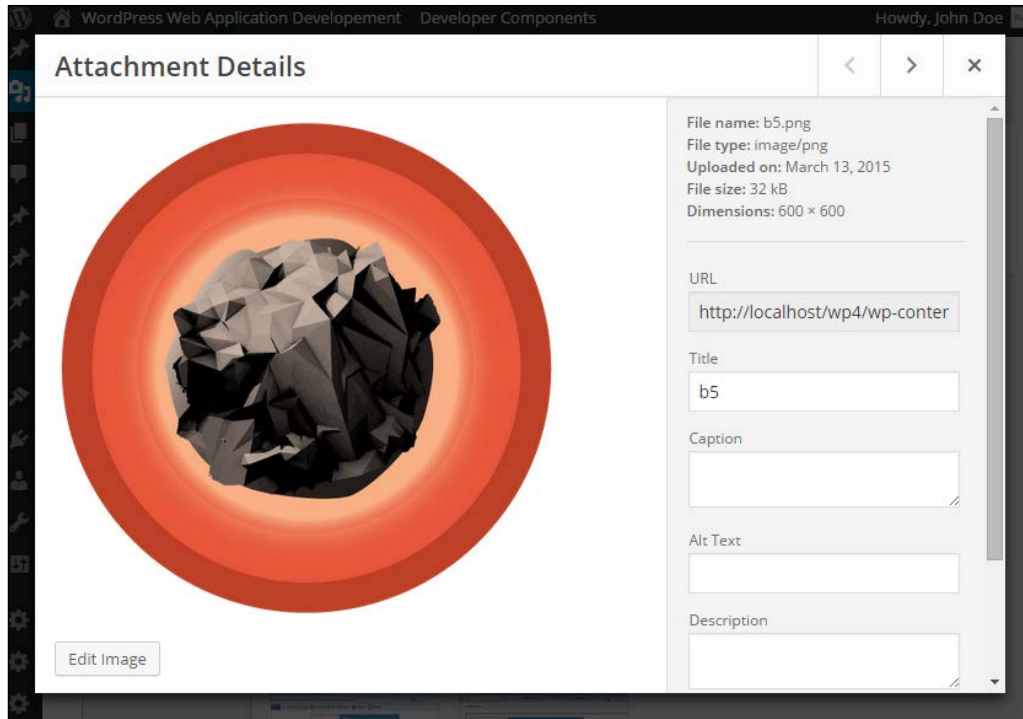 WordPress Web Application Developement Developer Components Howdy, John Doe
Attachment Details
File name: b5.png
File type: image/png
Uploaded on: March 13, 2015
File size: 32 kB
Dimensions: 600 × 600
URL
http://localhost/wp4/wp-conter
Title
b5
Caption
Alt Text
Description
Edit Image